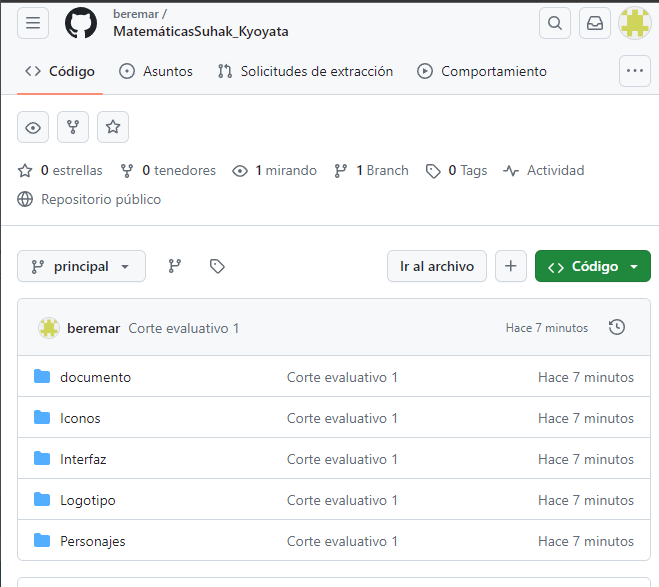 beremar /
MatemáticasSuhak_Kyoyata
Código Asuntos Solicitudes de extracción Comportamiento
0 estrellas 0 tenedores 1 mirando 1 Branch 0 Tags Actividad
Repositorio público
principal Ir al archivo Código
beremar Corte evaluativo 1 Hace 7 minutos
documento Corte evaluativo 1 Hace 7 minutos
Iconos Corte evaluativo 1 Hace 7 minutos
Interfaz Corte evaluativo 1 Hace 7 minutos
Logotipo Corte evaluativo 1 Hace 7 minutos
Personajes Corte evaluativo 1 Hace 7 minutos